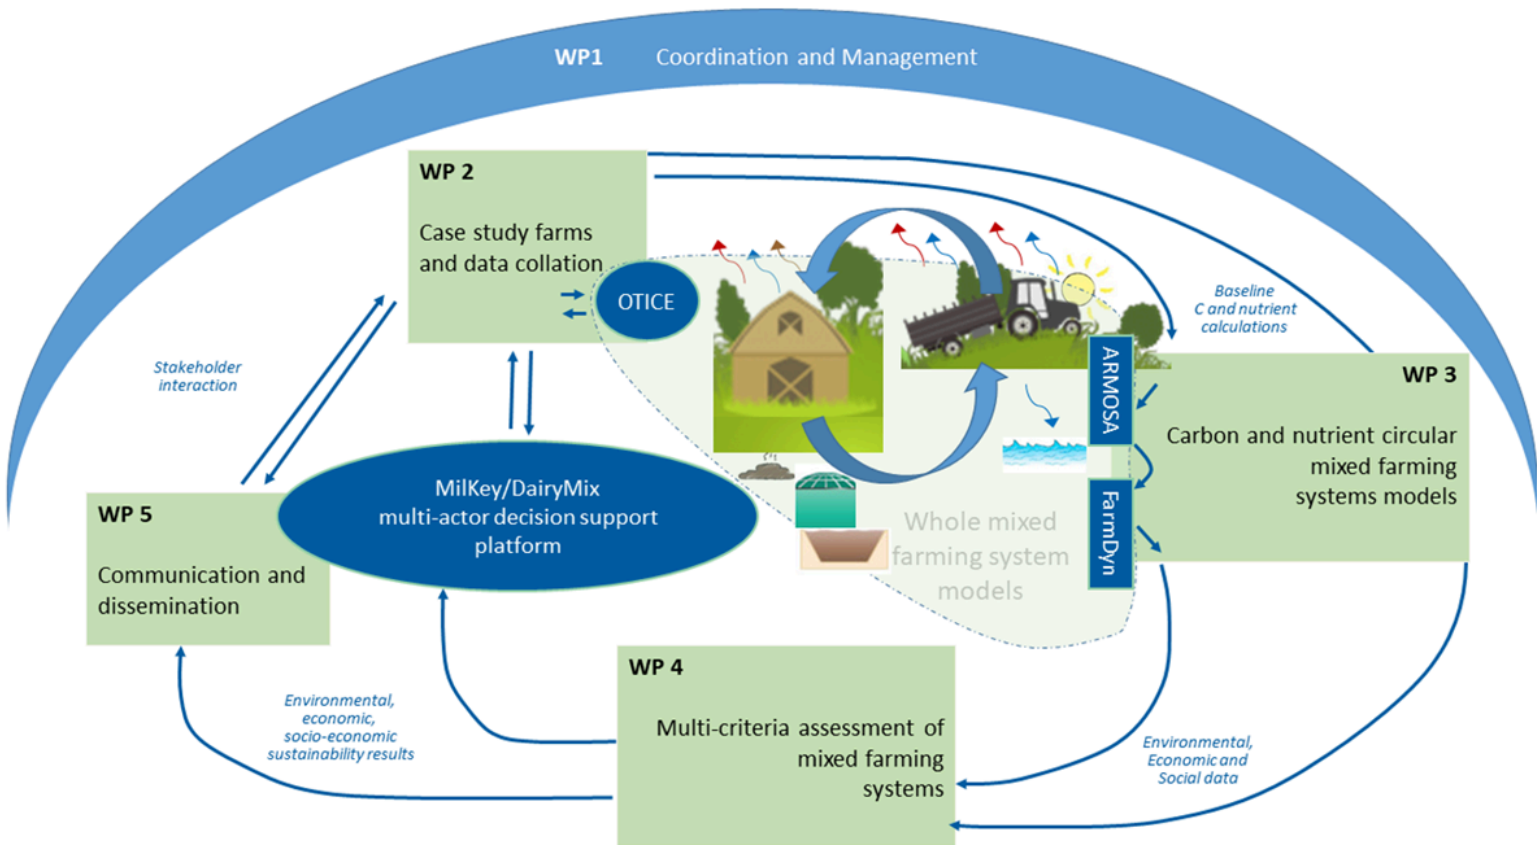 WP1 Coordination and Management
WP 2
Case study farms
and data collation
OTICE
Baseline
C and nutrient
calculations
Stakeholder
interaction
ARMOSA
WP 3
Carbon and nutrient circular
mixed farming
systems models
FarmDyn
MilKey/DairyMix
multi-actor decision support
platform
Whole mixed
farming system
models
WP 5
Communication and
dissemination
WP 4
Multi-criteria assessment of
mixed farming
systems
Environmental,
economic,
socio-economic
sustainability results
Environmental,
Economic and
Social data